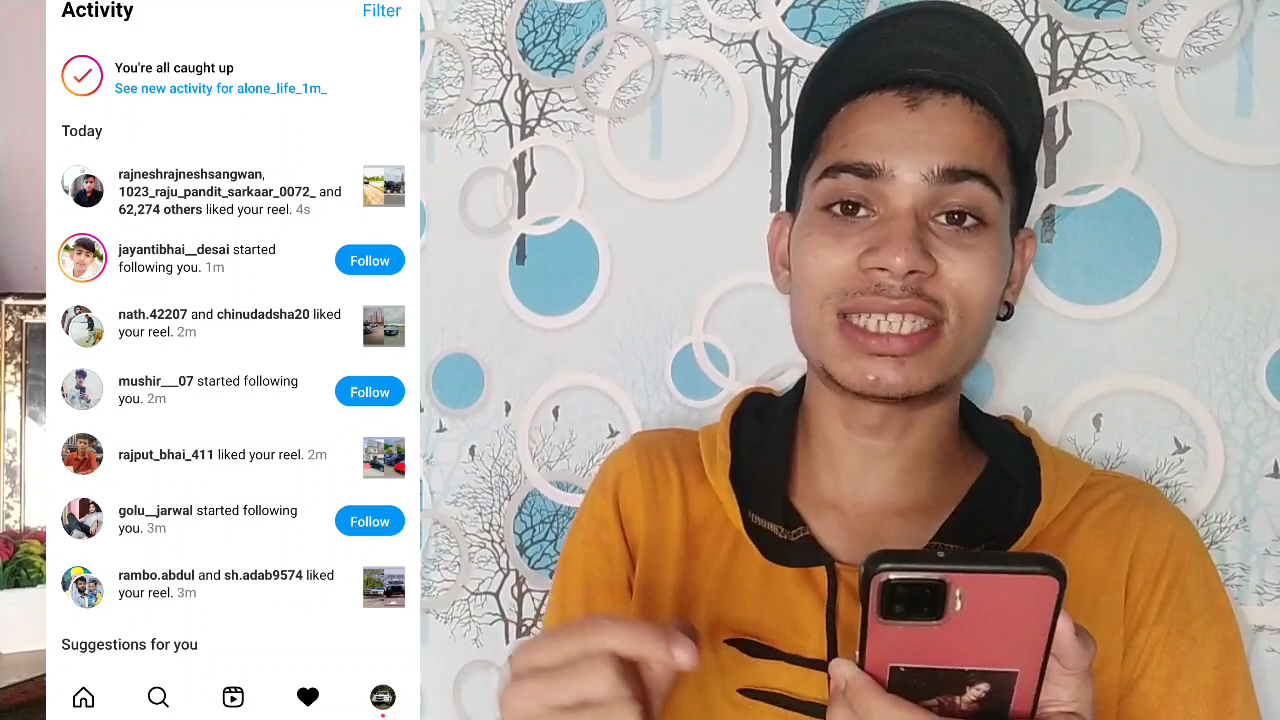 Activity
Filter
You're all caught up
See new activity for alone_life_1m_
Today
rajneshrajneshsangwan,
1023_raju_pandit_sarkaar_0072_ and
62,274 others liked your reel. 4s
jayantibhai__desai started
following you. 1m
Follow
nath.42207 and chinudadsha20 liked
your reel. 2m
mushir___07 started following
you. 2m
Follow
rajput_bhai_411 liked your reel. 2m
golu__jarwal started following
you. 3m
Follow
rambo.abdul and sh.adab9574 liked
your reel. 3m
Suggestions for you